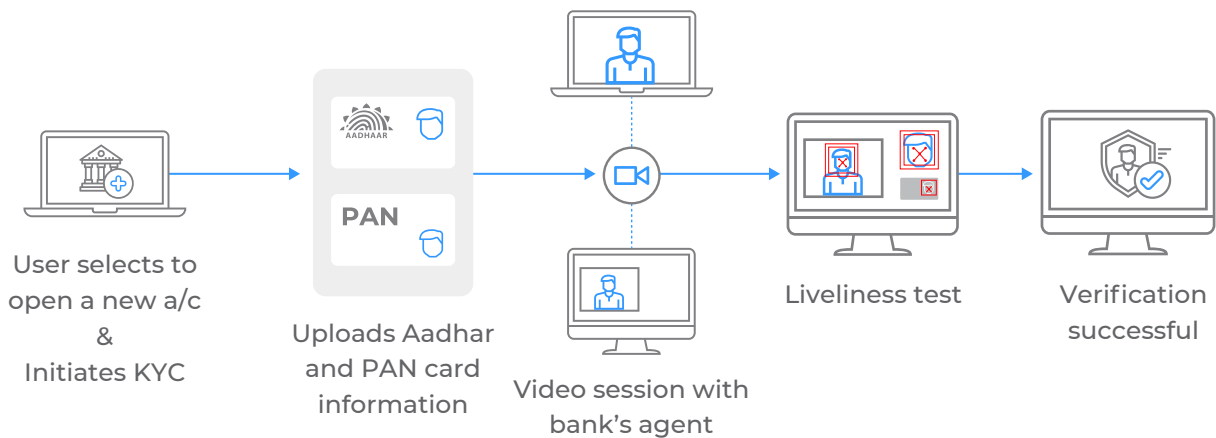 User selects to
open a new a/c
&
Initiates KYC
AADHAAR
PAN
Uploads Aadhar
and PAN card
information
Video session with
bank's agent
Liveliness test
Verification
successful